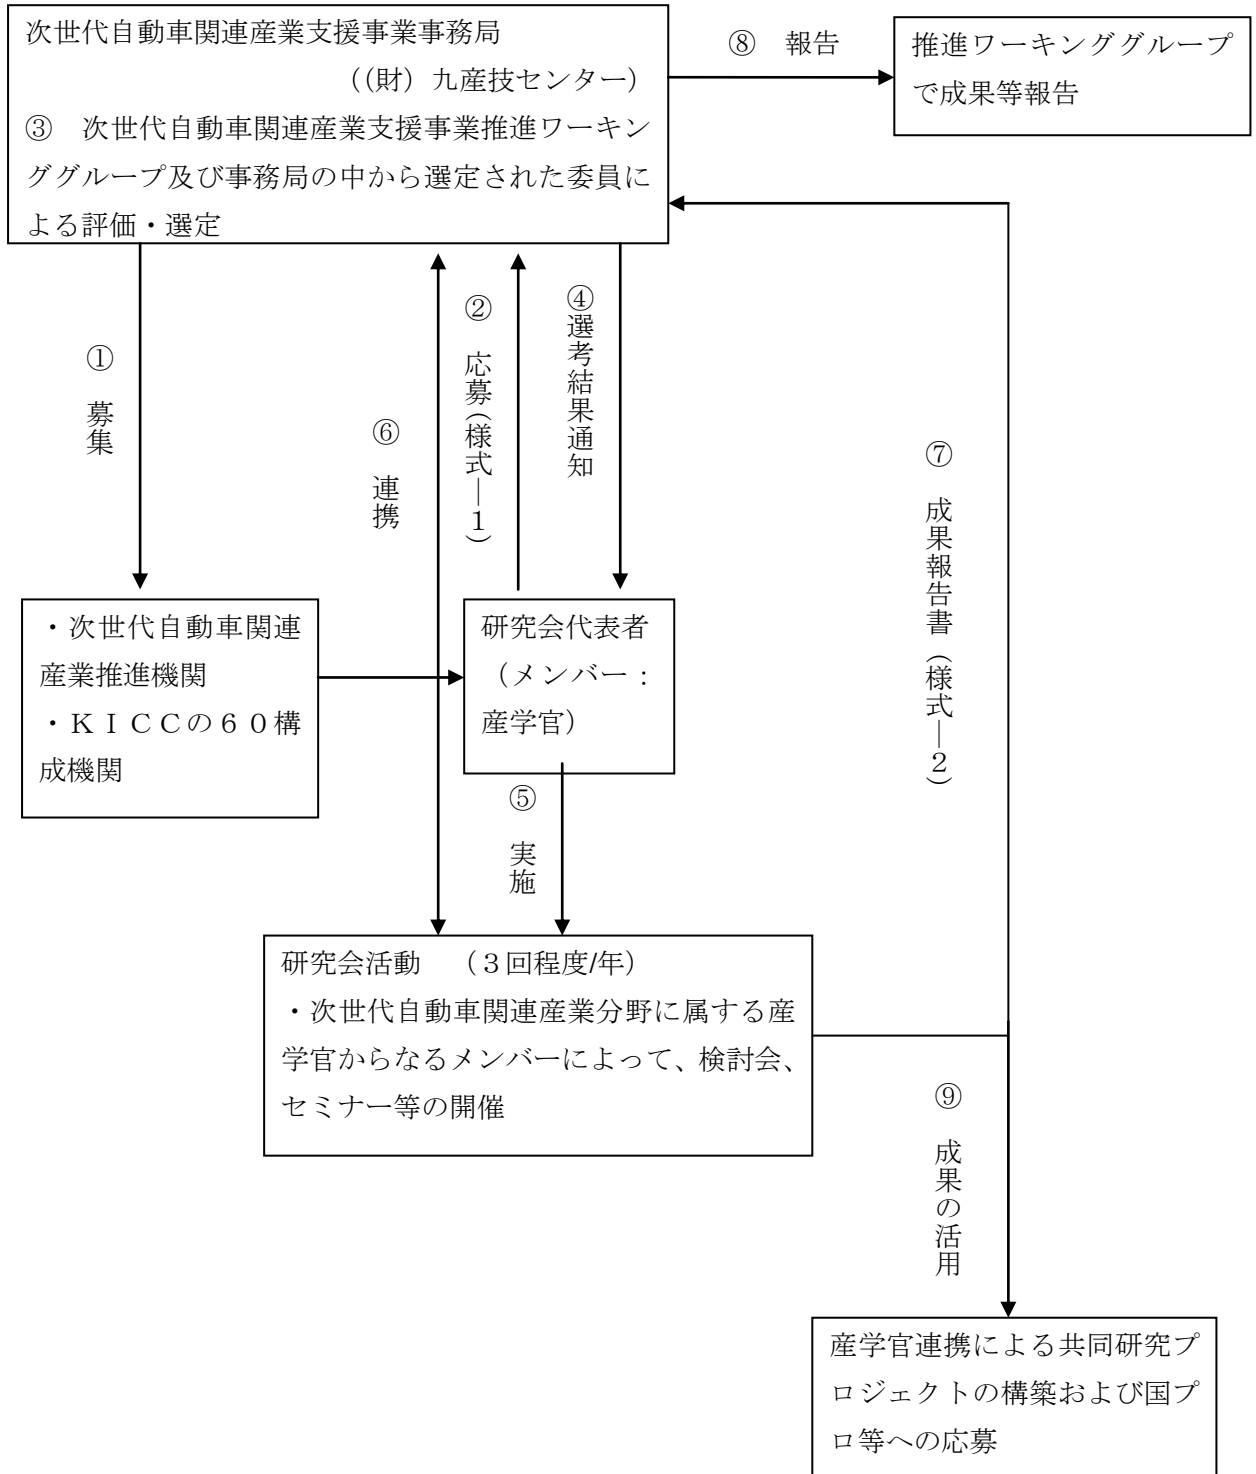 次世代自動車関連産業支援事業事務局
（(財）九産技センター）
③　次世代自動車関連産業支援事業推進ワーキン
ググループ及び事務局の中から選定された委員に
よる評価・選定
⑧　報告
推進ワーキンググループ
で成果等報告
①　募集
⑥　連携
②　応募（様式―１）
④選考結果通知
⑦　成果報告書（様式―２）
・次世代自動車関連
産業推進機関
・ＫＩＣＣの６０構
成機関
研究会代表者
（メンバー：
産学官）
⑤　実施
研究会活動　（３回程度/年）
・次世代自動車関連産業分野に属する産
学官からなるメンバーによって、検討会、
セミナー等の開催
⑨　成果の活用
産学官連携による共同研究プ
ロジェクトの構築および国プ
ロ等への応募